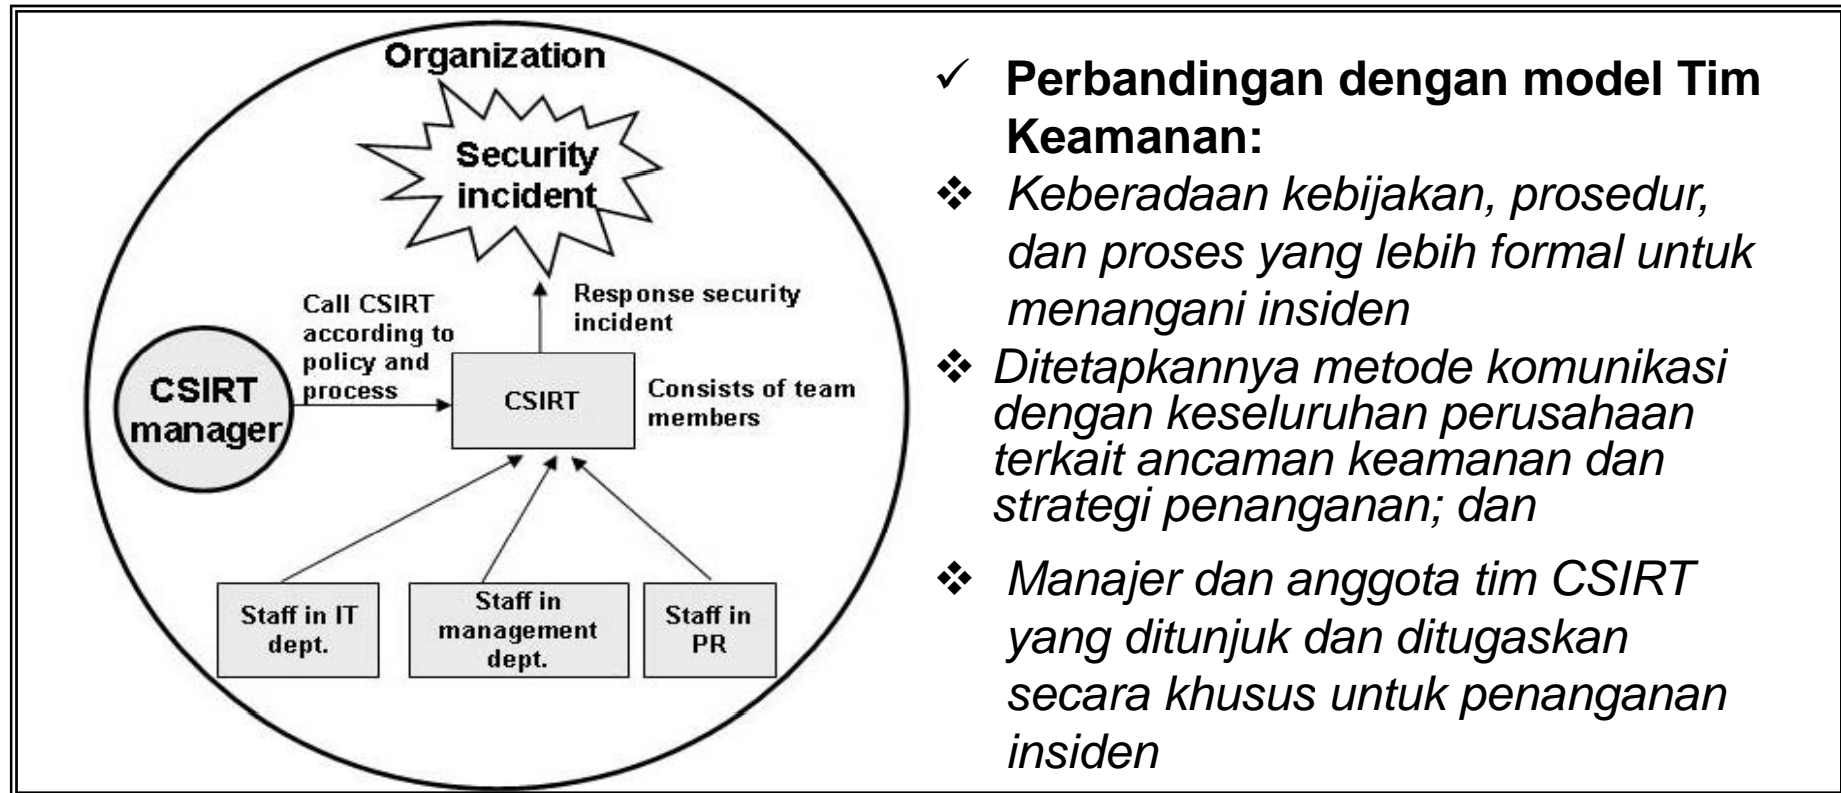 Organization
Security
incident
Call CSIRT
according to
policy and
process
Response security
incident
CSIRT
manager
CSIRT
Consists of team
members
Staff in IT
dept.
Staff in
management
dept.
Staff in
PR
✓ Perbandingan dengan model Tim
Keamanan:
❖ Keberadaan kebijakan, prosedur,
dan proses yang lebih formal untuk
menangani insiden
❖ Ditetapkannya metode komunikasi
dengan keseluruhan perusahaan
terkait ancaman keamanan dan
strategi penanganan; dan
❖ Manajer dan anggota tim CSIRT
yang ditunjuk dan ditugaskan
secara khusus untuk penanganan
insiden